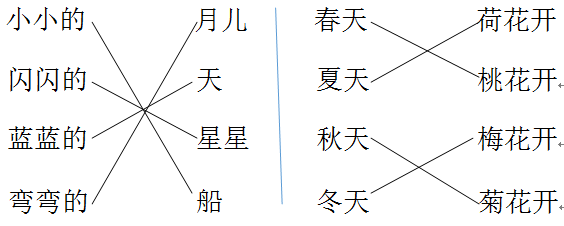 小小的 月儿 春天 荷花开
闪闪的 天 夏天 桃花开
蓝蓝的 星星 秋天 梅花开
弯弯的 船 冬天 菊花开